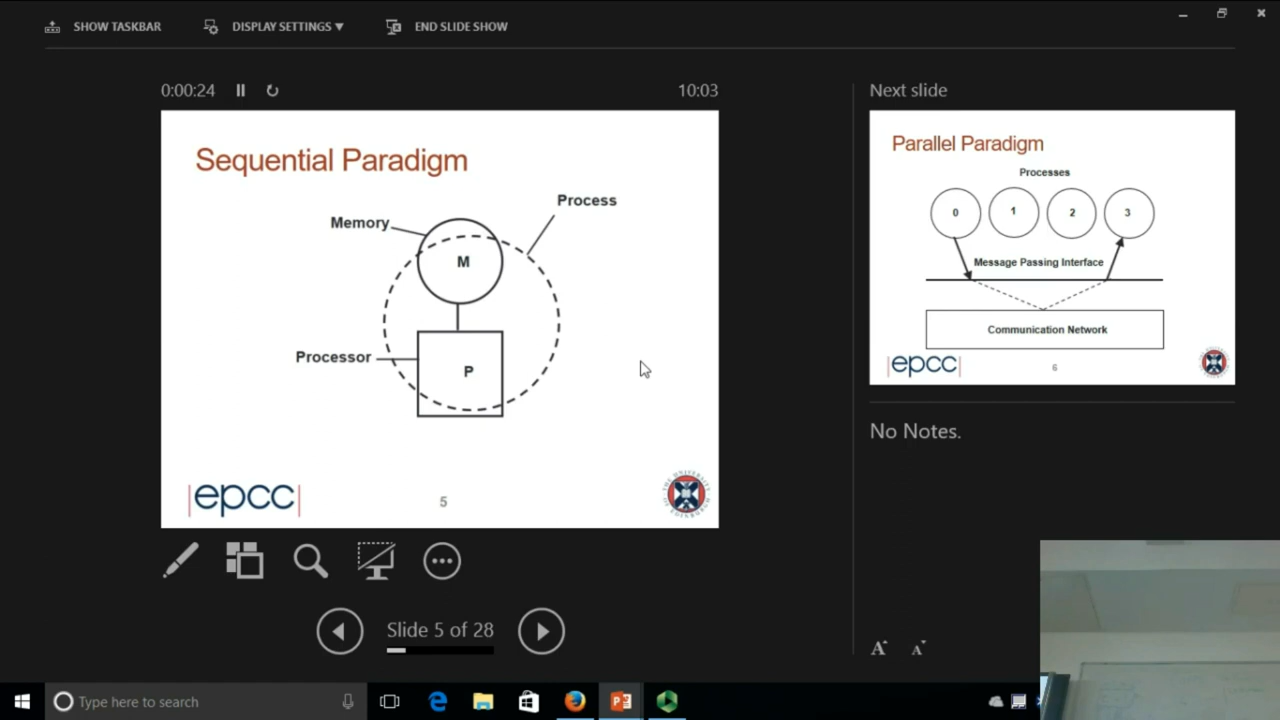 SHOW TASKBAR
DISPLAY SETTINGS ▼
END SLIDE SHOW
0:00:24
10:03
Sequential Paradigm
Process
Memory
M
Processor
P
epcc
5
Slide 5 of 28
Next slide
Parallel Paradigm
Processes
0 1 2 3
Message Passing Interface
Communication Network
epcc
6
No Notes.
A A
Type here to search